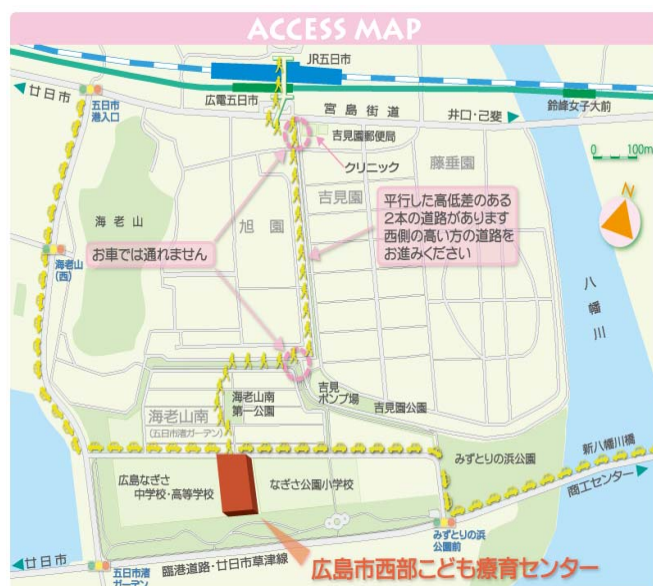 ACCESS MAP
JR五日市
廿日市
五日市
港入口
広電五日市
宮島街道
井口・己斐
鈴峰女子大前
吉見園郵便局
クリニック
藤垂園
0 100m
N
海老山
旭園
吉見園
平行した高低差のある
2本の道路があります
西側の高い方の道路を
お進みください
お車では通れません
海老山
(西)
八幡川
海老山南
第一公園
吉見
ポンプ場
吉見園公園
海老山南
(五日市渚ガーデン)
みずとりの浜公園
新八幡川橋
商工センター
広島なぎさ
中学校・高等学校
なぎさ公園小学校
みずとりの浜
公園前
廿日市
五日市渚
ガーデン
臨港道路・廿日市草津線
広島市西部こども療育センター